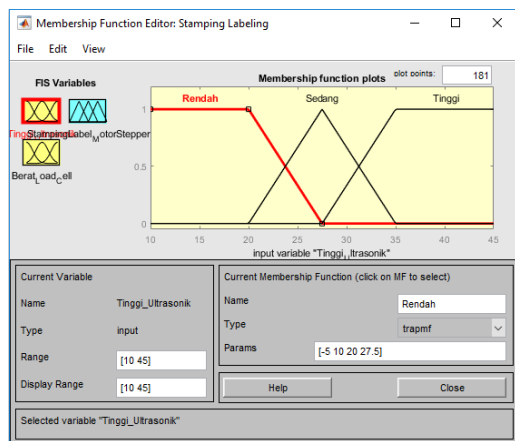 Membership Function Editor: Stamping Labeling
File Edit View
FIS Variables
Membership function plots
plot points: 181
Rendah Sedang Tinggi
StampingLabel_MotorStepper
Berat_Load_Cell
1
0.5
0
10 15 20 25 30 35 40 45
input variable "Tinggi_Ultrasonik"
Current Variable
Name Tinggi_Ultrasonik
Type input
Range [10 45]
Display Range [10 45]
Current Membership Function (click on MF to select)
Name Rendah
Type trapmf
Params [-5 10 20 27.5]
Help Close
Selected variable "Tinggi_Ultrasonik"